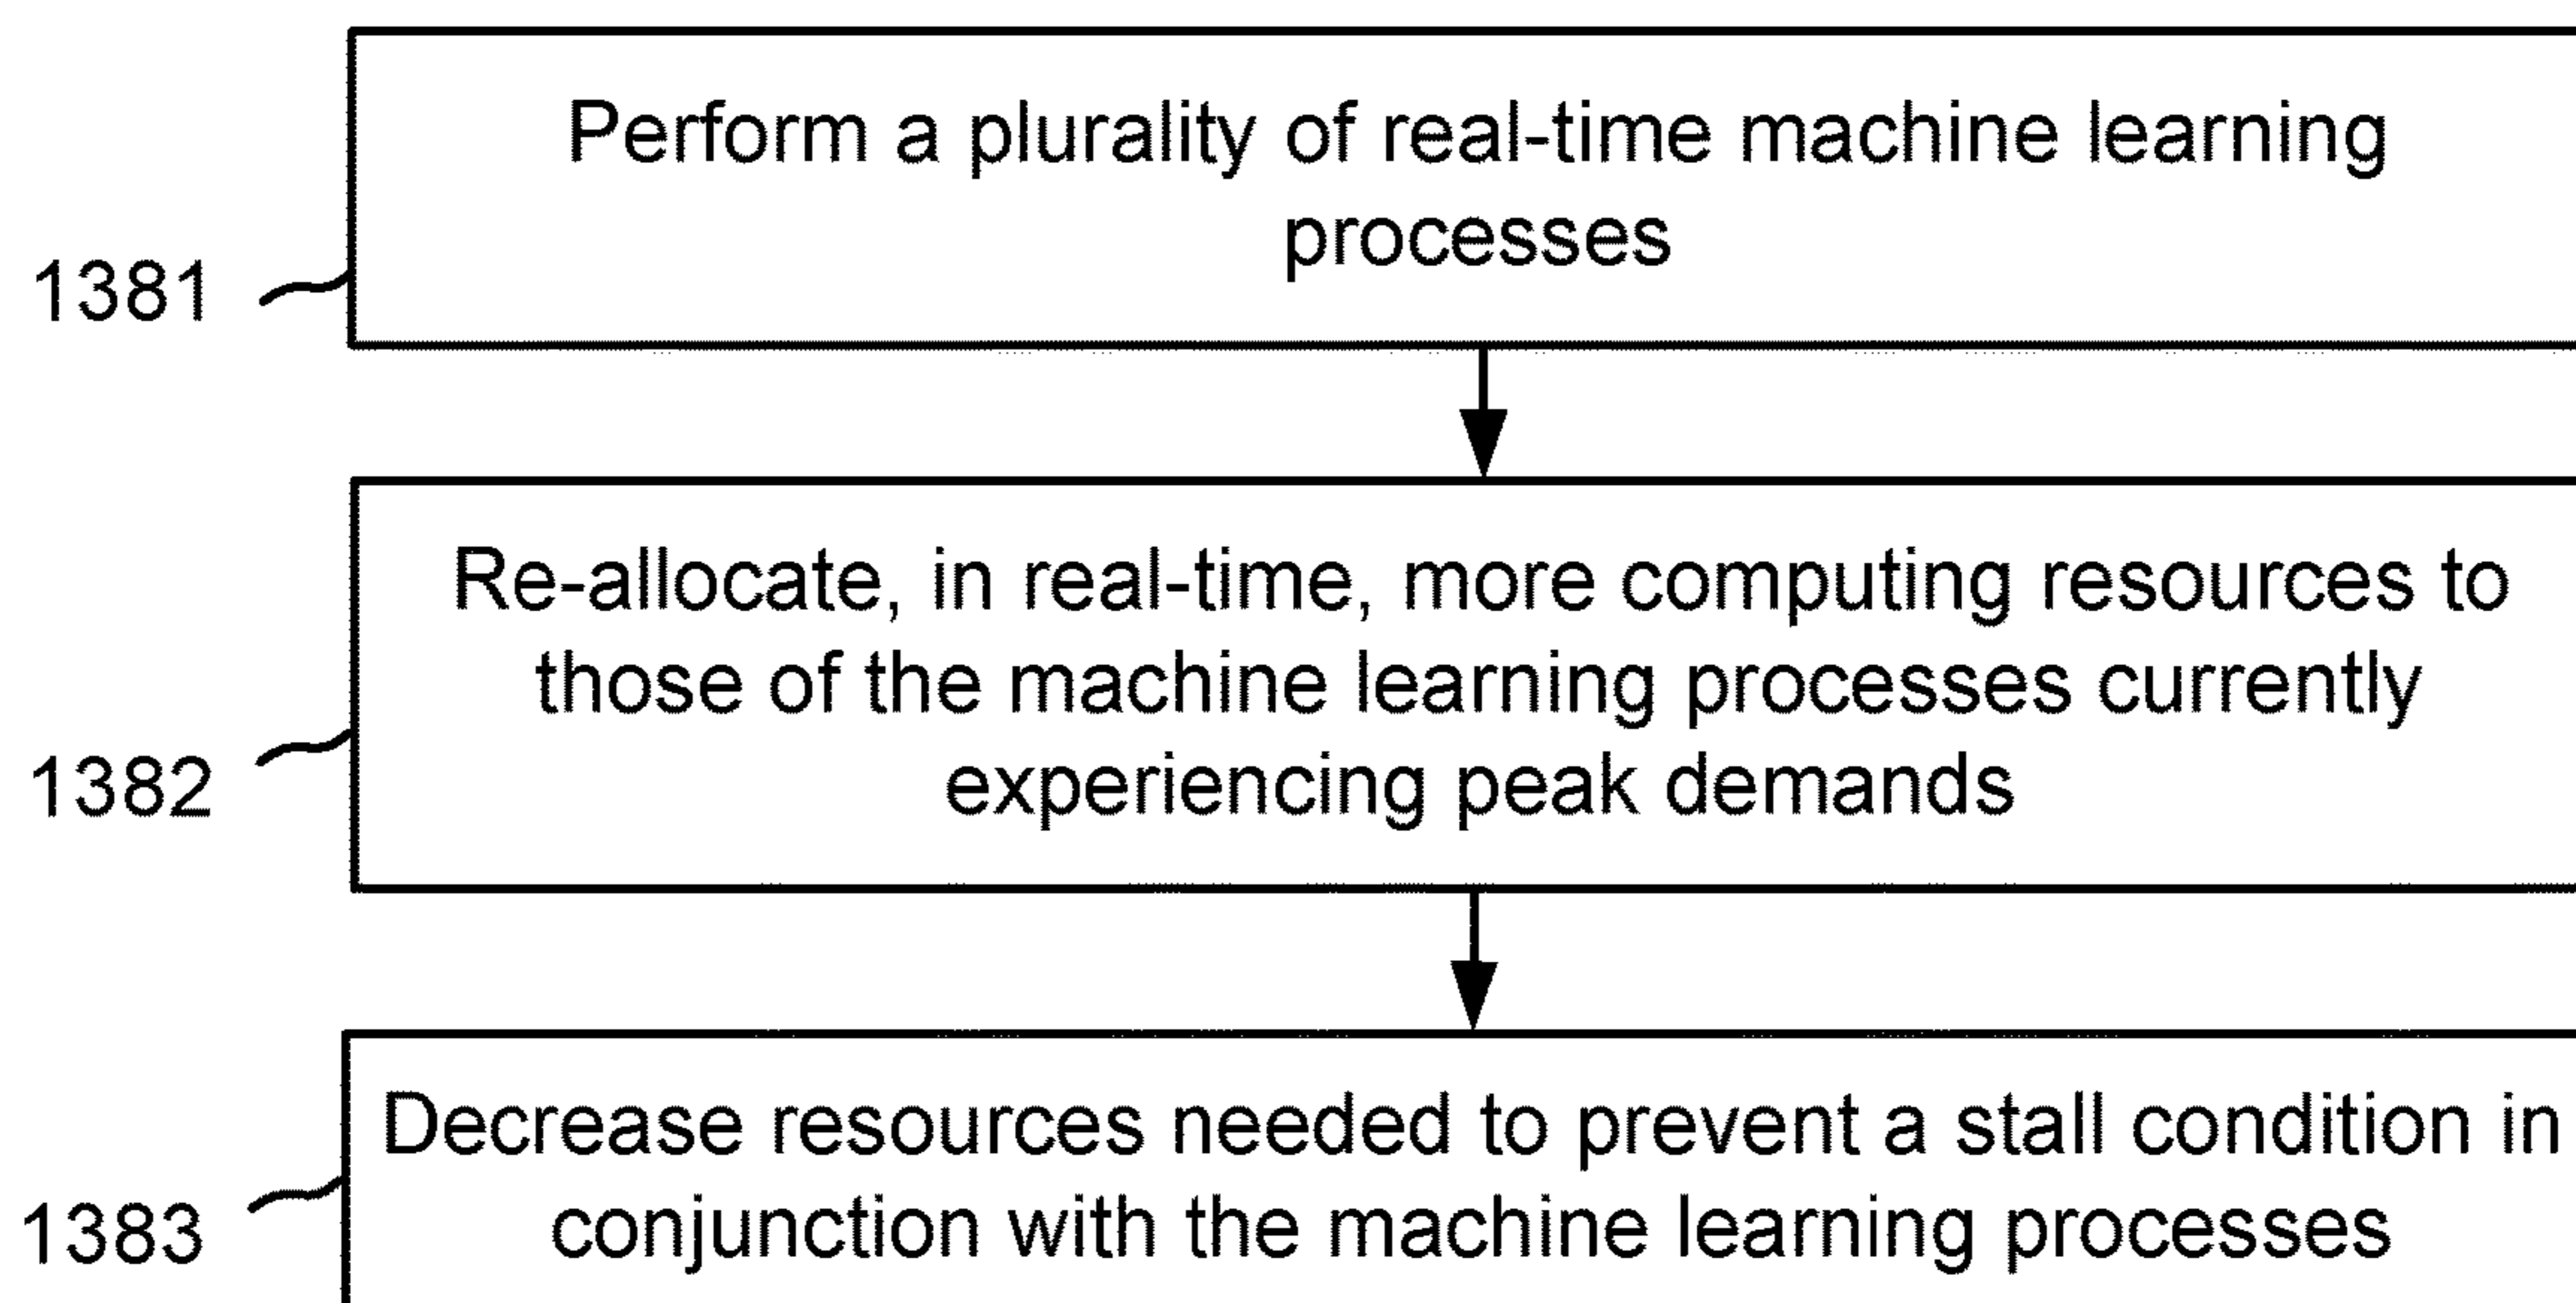 Perform a plurality of real-time machine learning
processes
1381
Re-allocate, in real-time, more computing resources to
those of the machine learning processes currently
experiencing peak demands
1382
Decrease resources needed to prevent a stall condition in
conjunction with the machine learning processes
1383